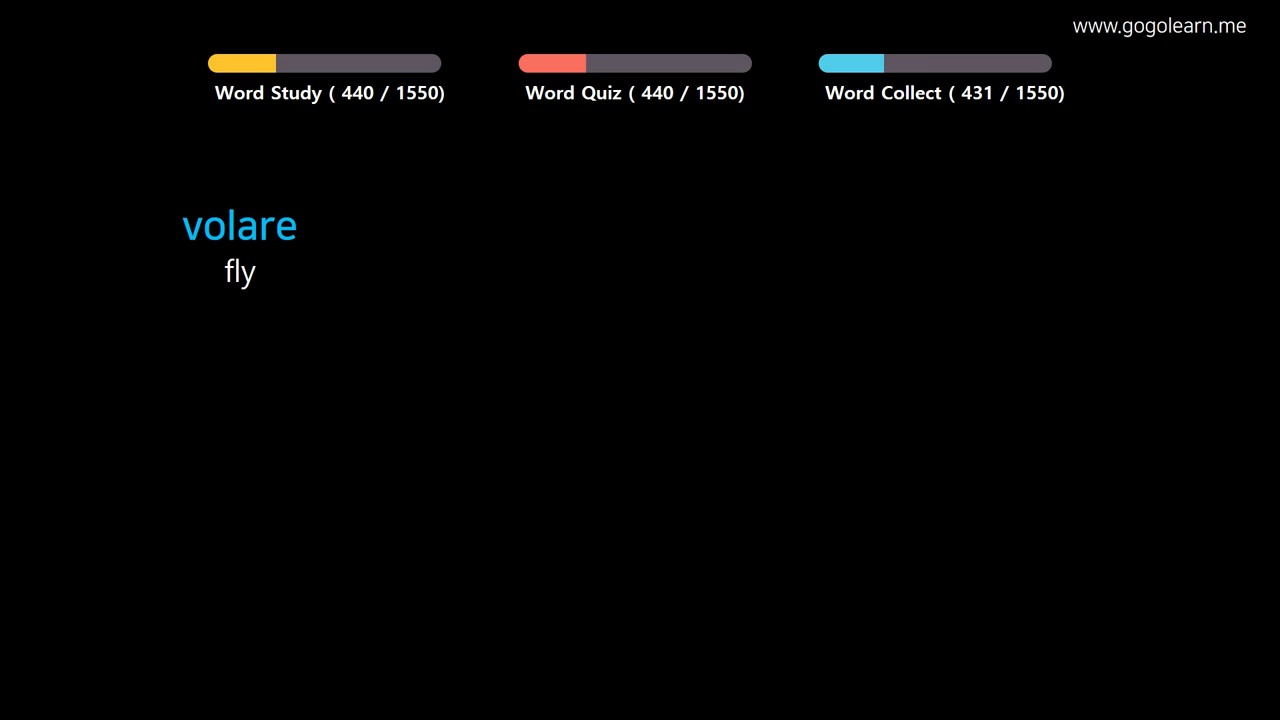 www.gogolearn.me
Word Study ( 440 / 1550)
Word Quiz ( 440 / 1550)
Word Collect ( 431 / 1550)
volare
fly